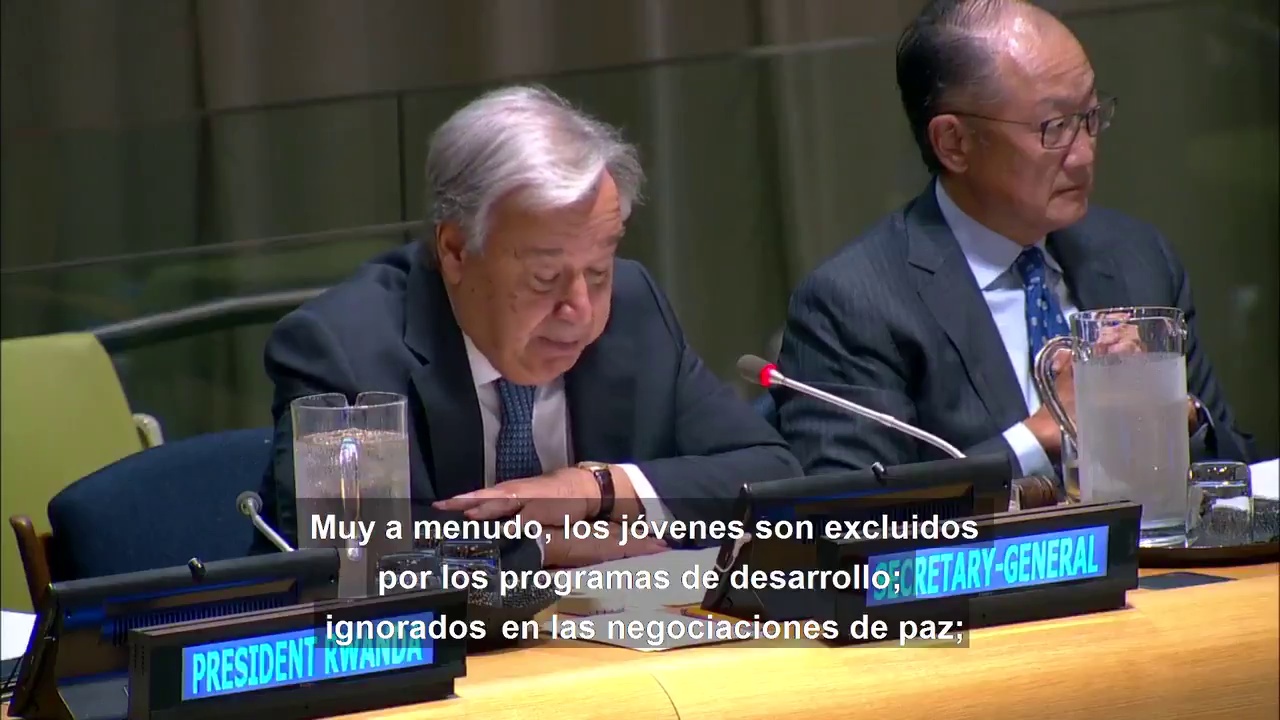 Muy a menudo, los jóvenes son excluidos
por los programas de desarrollo;
ignorados en las negociaciones de paz;
SECRETARY-GENERAL
PRESIDENT RWANDA